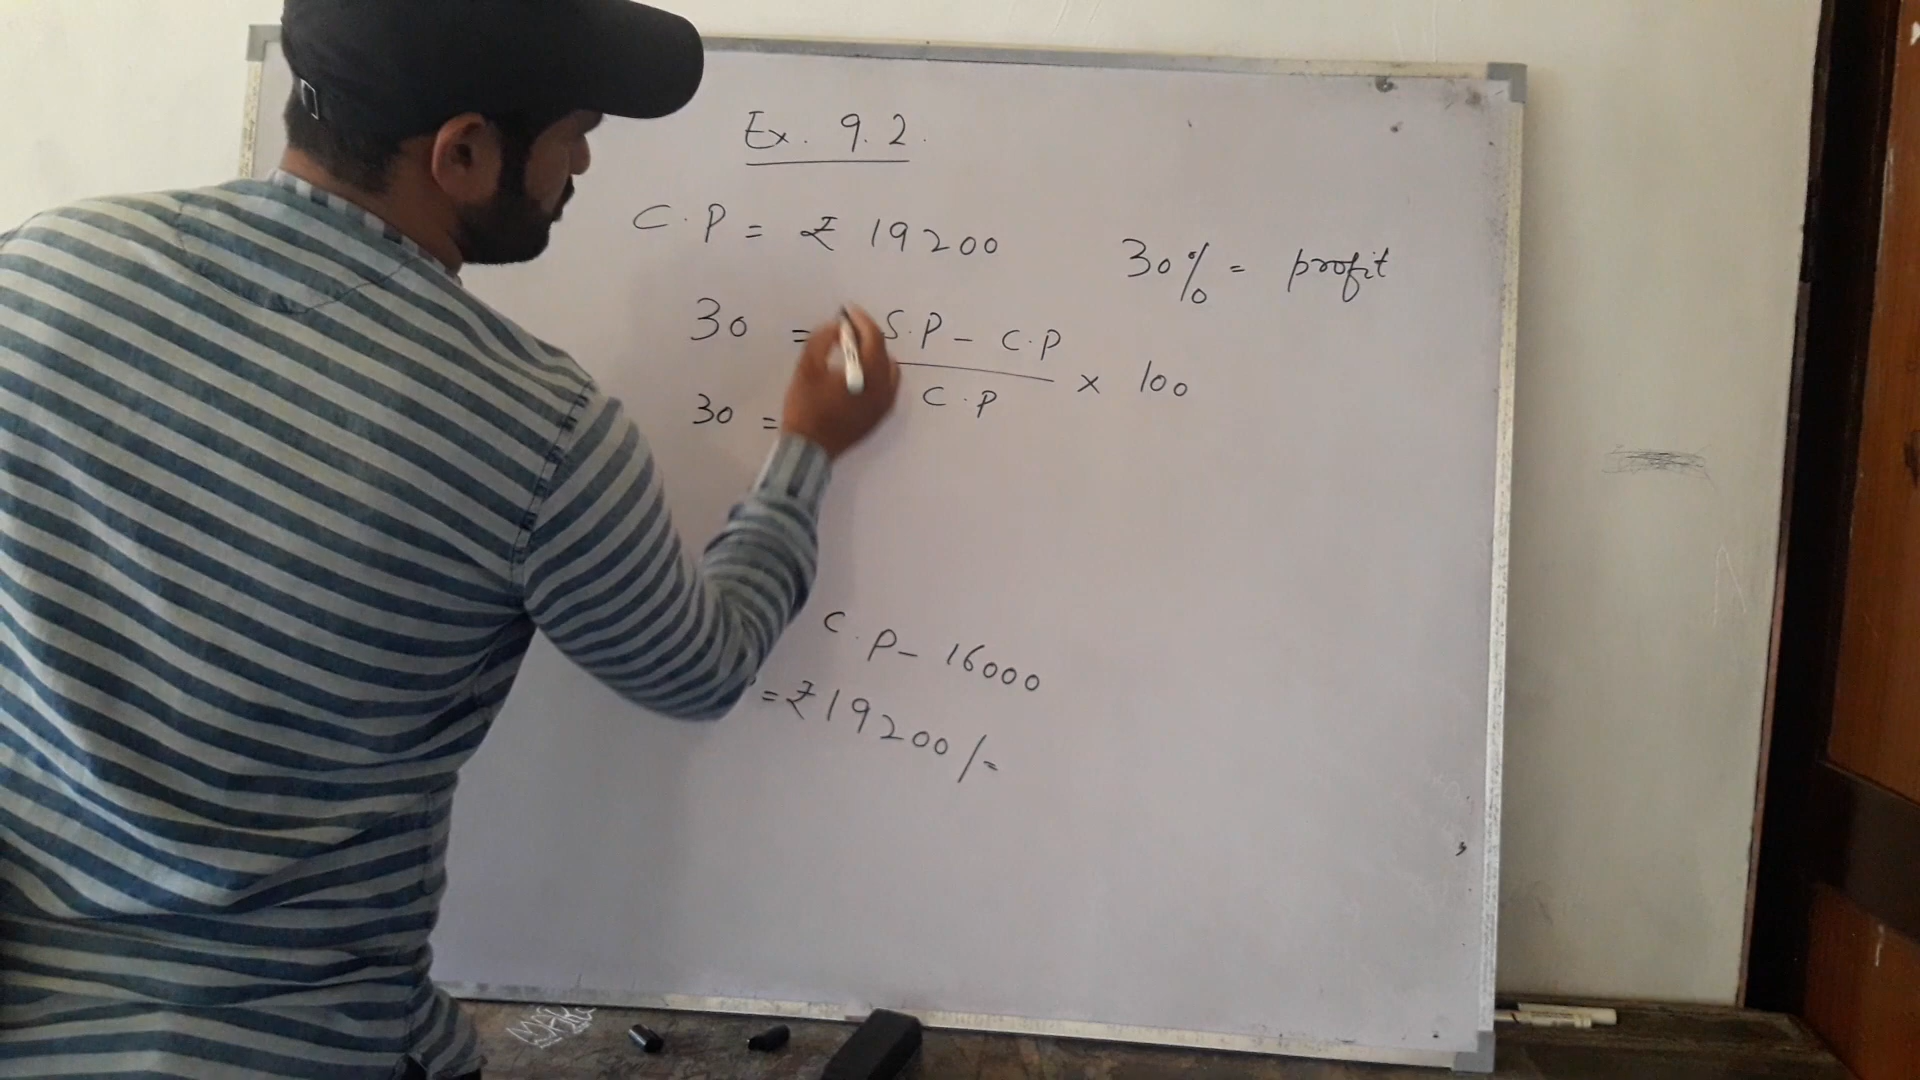 Ex. 9.2.
C.P = ₹ 19200
30% = profit
30 = S.P - C.P
C.P
× 100
30 =
C.P - 16000
= ₹ 19200/=